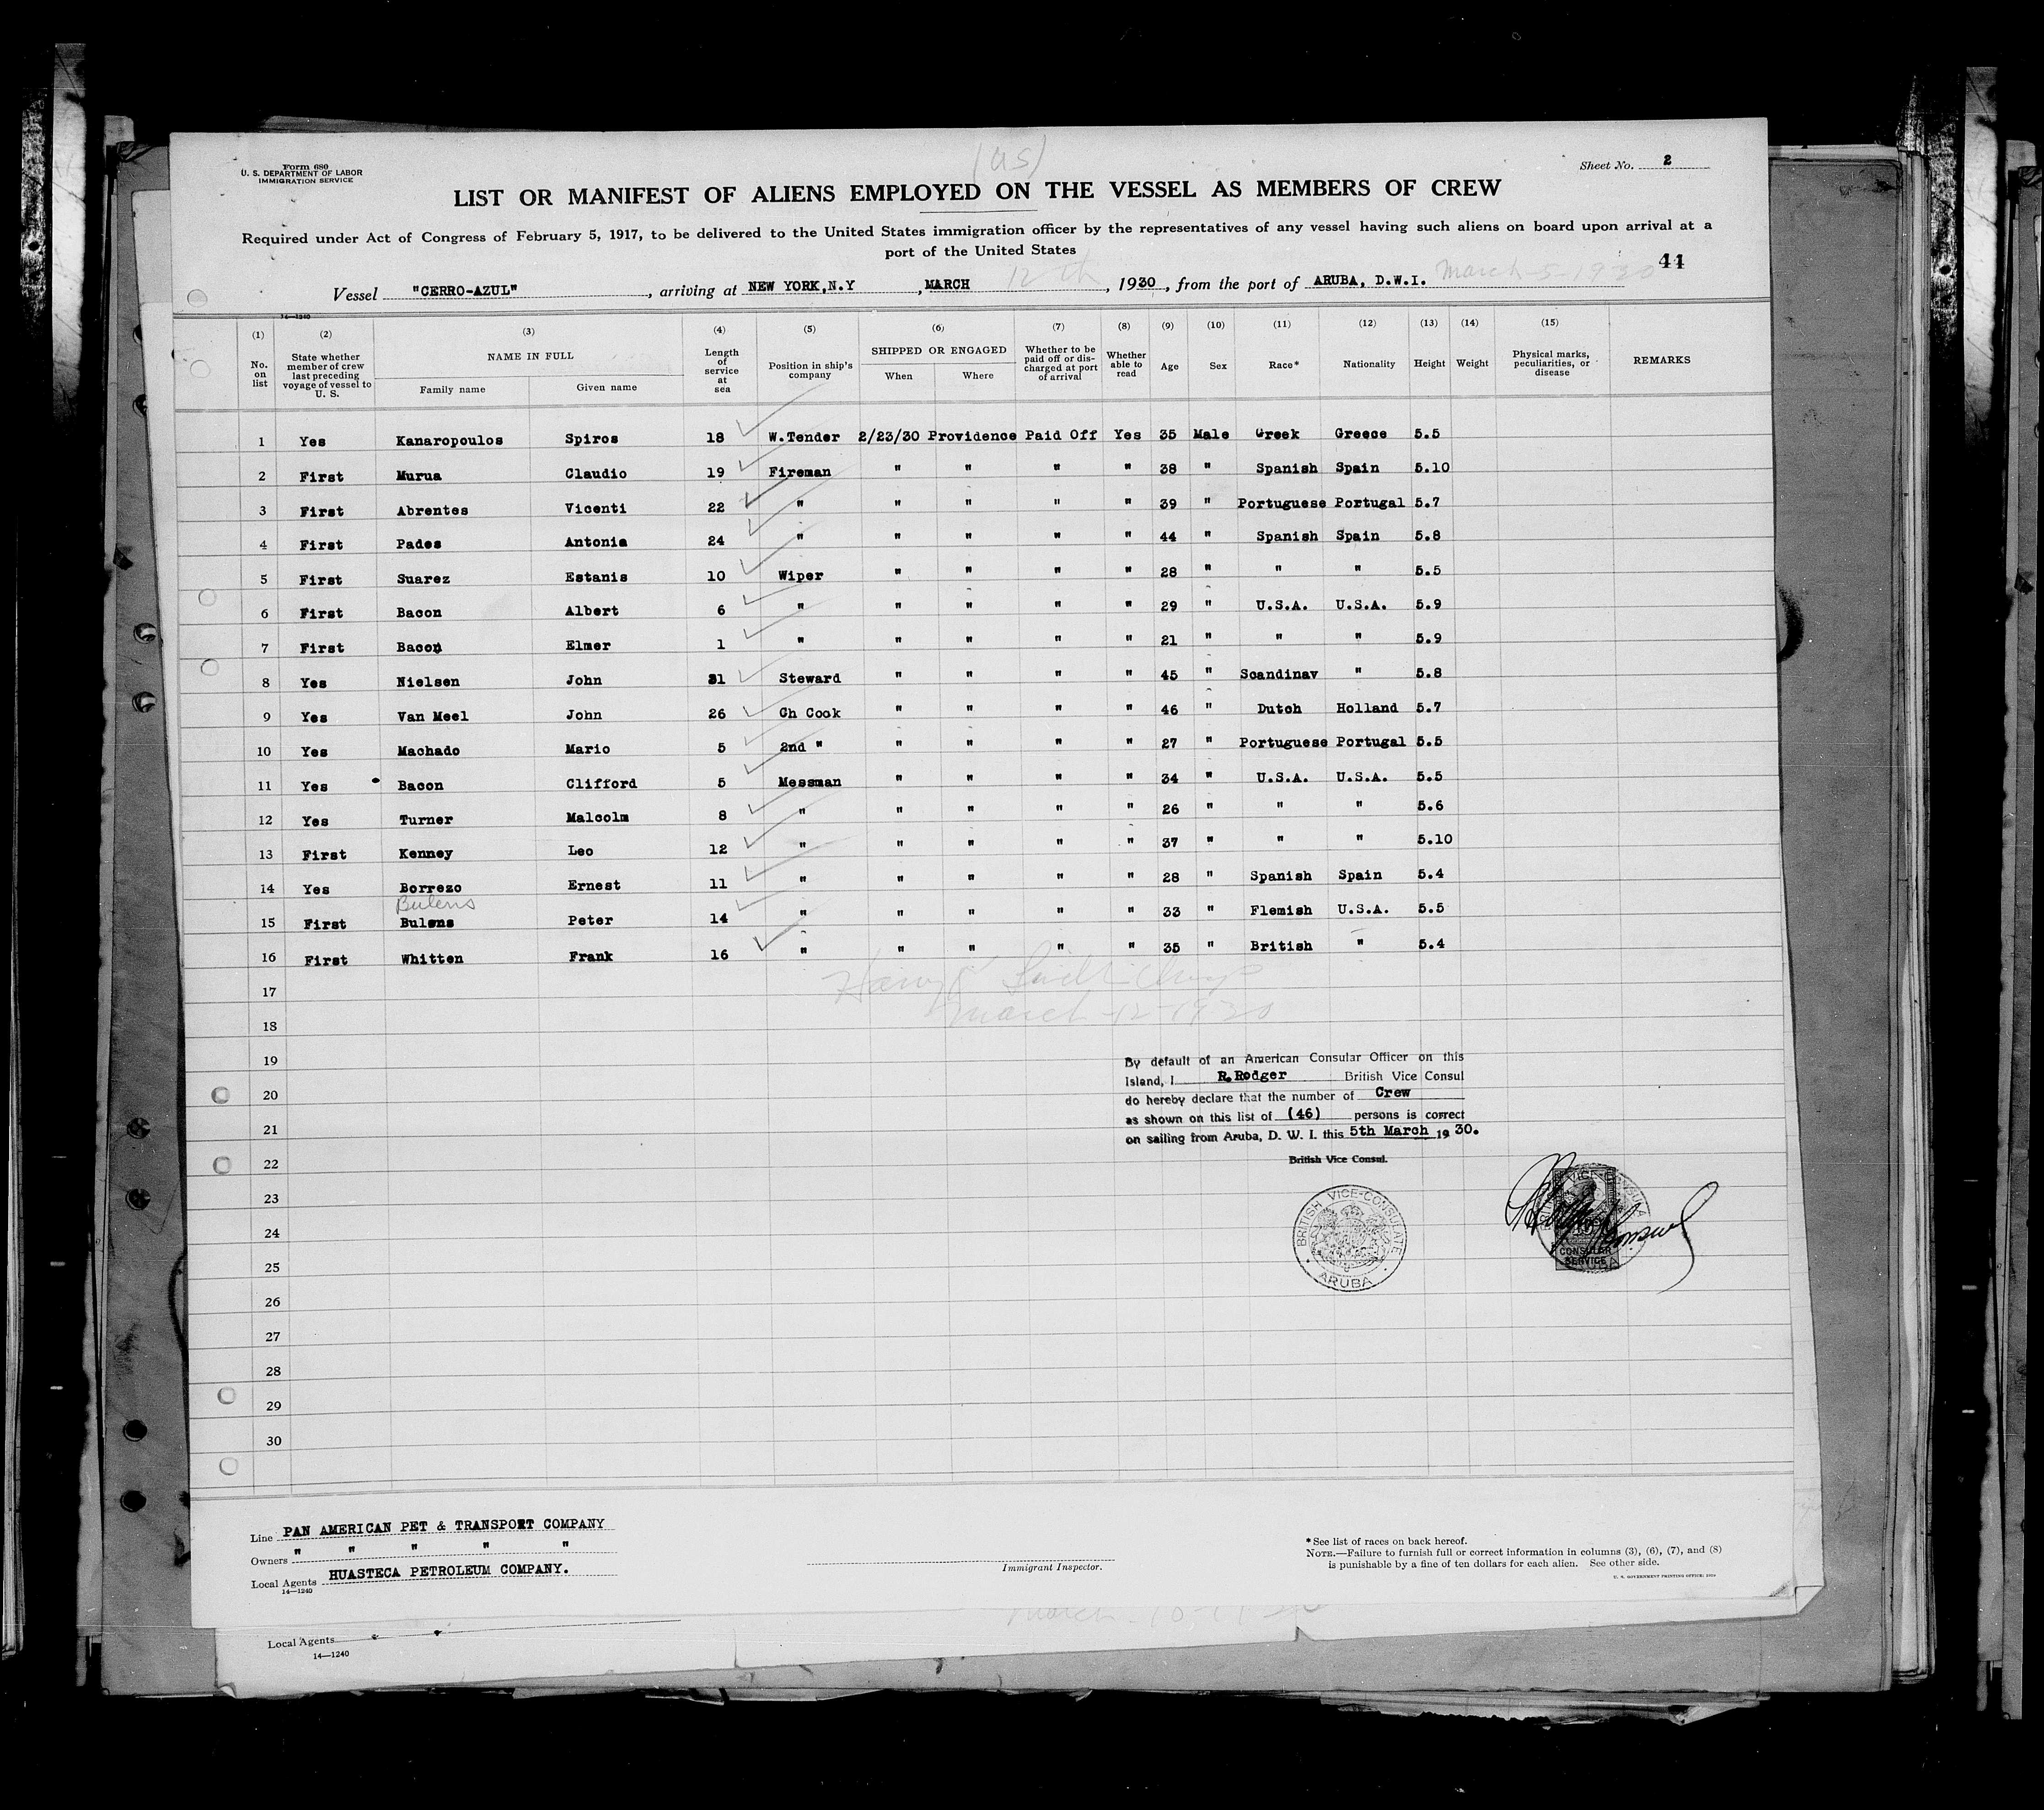 Form 680
U. S. DEPARTMENT OF LABOR
IMMIGRATION SERVICE
(US)
Sheet No. 2
LIST OR MANIFEST OF ALIENS EMPLOYED ON THE VESSEL AS MEMBERS OF CREW
Required under Act of Congress of February 5, 1917, to be delivered to the United States immigration officer by the representatives of any vessel having such aliens on board upon arrival at a
port of the United States
44
Vessel "CERRO-AZUL", arriving at NEW YORK,N.Y, MARCH 12th, 1930, from the port of ARUBA, D.W.I. March-5-1930
14—1240
(1) (2) (3) (4) (5) (6) (7) (8) (9) (10) (11) (12) (13) (14) (15)
No. on list
State whether member of crew last preceding voyage of vessel to U. S.
NAME IN FULL
Family name
Given name
Length of service at sea
Position in ship's company
SHIPPED OR ENGAGED
When
Where
Whether to be paid off or discharged at port of arrival
Whether able to read
Age
Sex
Race*
Nationality
Height
Weight
Physical marks, peculiarities, or disease
REMARKS
1 Yes Kanaropoulos Spiros 18 W.Tender 2/23/30 Providence Paid Off Yes 35 Male Greek Greece 5.5
2 First Murua Claudio 19 Fireman " " " " 38 " Spanish Spain 5.10
3 First Abrentes Vicenti 22 " " " " " 39 " Portuguese Portugal 5.7
4 First Pades Antonia 24 " " " " " 44 " Spanish Spain 5.8
5 First Suarez Estanis 10 Wiper " " " " 28 " " " 5.5
6 First Bacon Albert 6 " " " " " 29 " U.S.A. U.S.A. 5.9
7 First Bacon Elmer 1 " " " " " 21 " " " 5.9
8 Yes Nielsen John 31 Steward " " " " 45 " Scandinav " 5.8
9 Yes Van Meel John 26 Ch Cook " " " " 46 " Dutch Holland 5.7
10 Yes Machado Mario 5 2nd " " " " " 27 " Portuguese Portugal 5.5
11 Yes Bacon Clifford 5 Messman " " " " 34 " U.S.A. U.S.A. 5.5
12 Yes Turner Malcolm 8 " " " " " 26 " " " 5.6
13 First Kenney Leo 12 " " " " " 37 " " " 5.10
14 Yes Borrezo Ernest 11 " " " " " 28 " Spanish Spain 5.4
Bulens
15 First Bulens Peter 14 " " " " " 33 " Flemish U.S.A. 5.5
16 First Whitten Frank 16 " " " " " 35 " British " 5.4
17
March-12-1930
18
19
20
21
22
23
24
25
26
27
28
29
30
By default of an American Consular Officer on this
Island, I R.Rodger British Vice Consul
do hereby declare that the number of Crew
as shown on this list of (46) persons is correct
on sailing from Aruba, D. W. I. this 5th March 1930.
British Vice Consul.
BRITISH VICE-CONSULATE
ARUBA
CONSULAR
SERVICE
Line PAN AMERICAN PET & TRANSPORT COMPANY
Owners " " " " "
Local Agents HUASTECA PETROLEUM COMPANY.
14—1240
Immigrant Inspector.
*See list of races on back hereof.
NOTE.—Failure to furnish full or correct information in columns (3), (6), (7), and (8)
is punishable by a fine of ten dollars for each alien. See other side.
Local Agents
14—1240